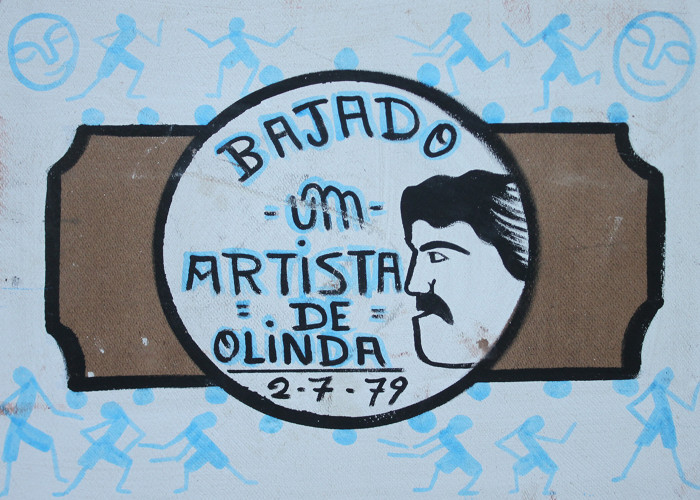 BAJADO
-UM-
ARTiSTA
= DE =
OLiNDA
2-7-79